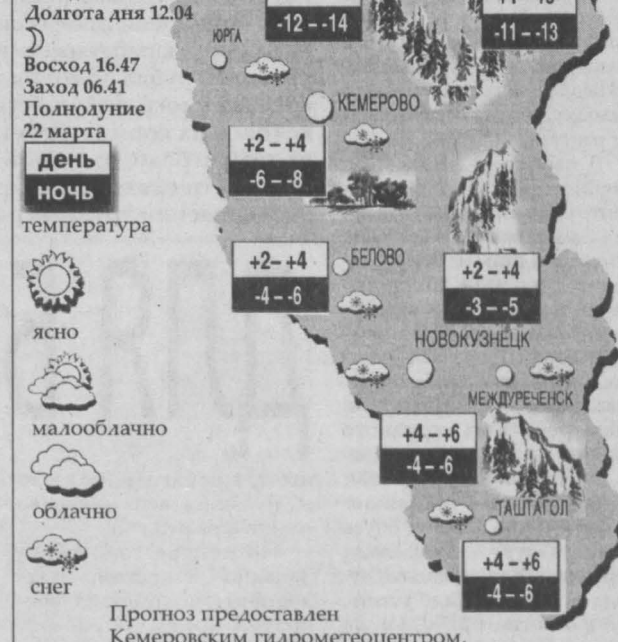 Долгота дня 12.04
Восход 16.47
Заход 06.41
Полнолуние
22 марта
день
ночь
температура
ясно
малооблачно
облачно
снег
-12 – -14
-11 – -13
ЮРГА
КЕМЕРОВО
+2 – +4
-6 – -8
+2– +4
-4 – -6
БЕЛОВО
+2 – +4
-3 – -5
НОВОКУЗНЕЦК
МЕЖДУРЕЧЕНСК
+4 – +6
-4 – -6
ТАШТАГОЛ
+4 – +6
-4 – -6
Прогноз предоставлен
Кемеровским гидрометеоцентром.